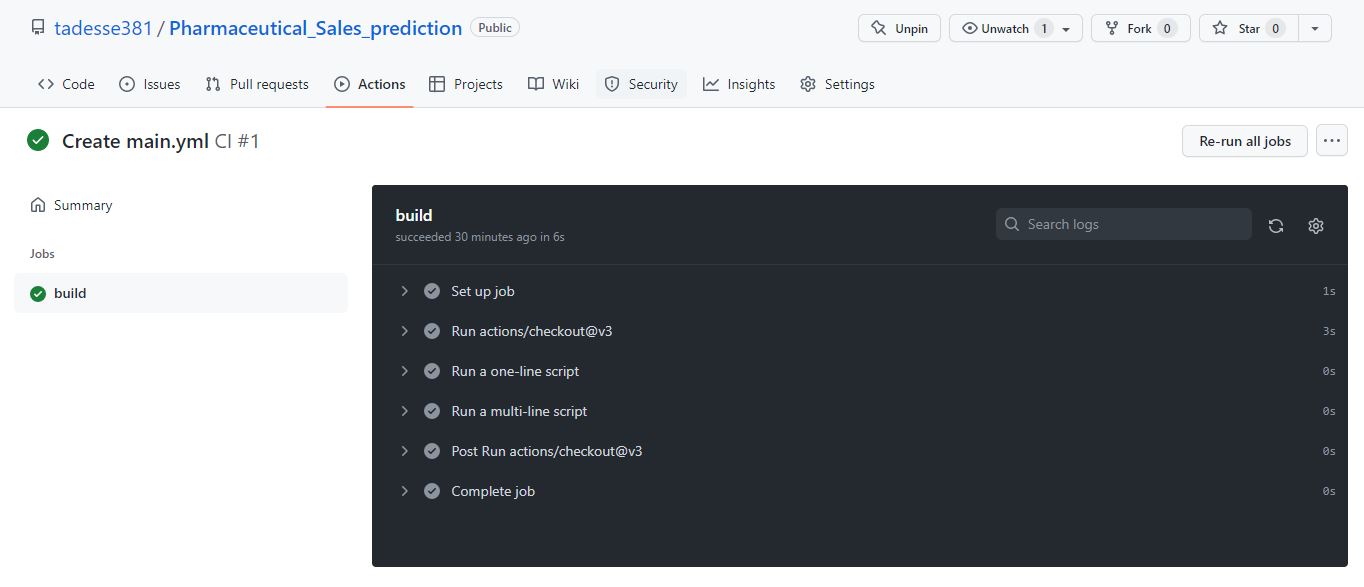 tadesse381 / Pharmaceutical_Sales_prediction Public Unpin Unwatch 1 Fork 0 Star 0
Code Issues Pull requests Actions Projects Wiki Security Insights Settings
Create main.yml CI #1 Re-run all jobs
Summary
Jobs
build
build
succeeded 30 minutes ago in 6s
Search logs
Set up job 1s
Run actions/checkout@v3 3s
Run a one-line script 0s
Run a multi-line script 0s
Post Run actions/checkout@v3 0s
Complete job 0s